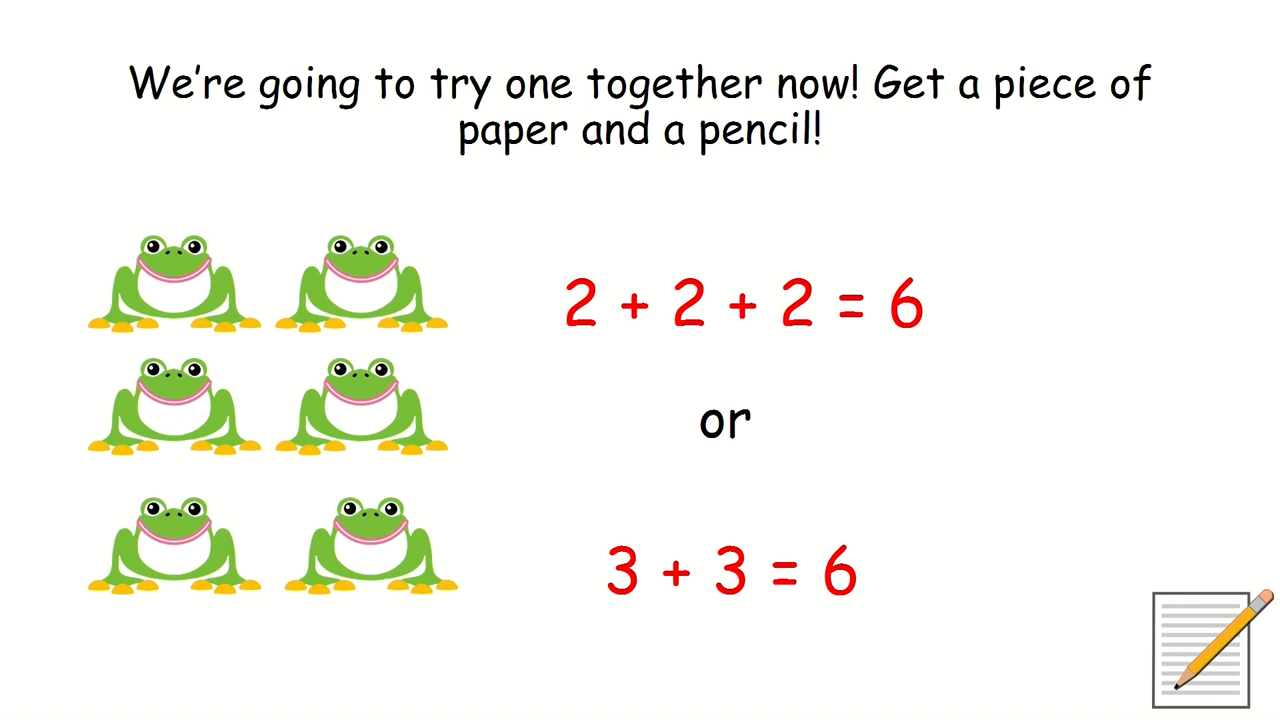 We're going to try one together now! Get a piece of
paper and a pencil!
2 + 2 + 2 = 6
or
3 + 3 = 6